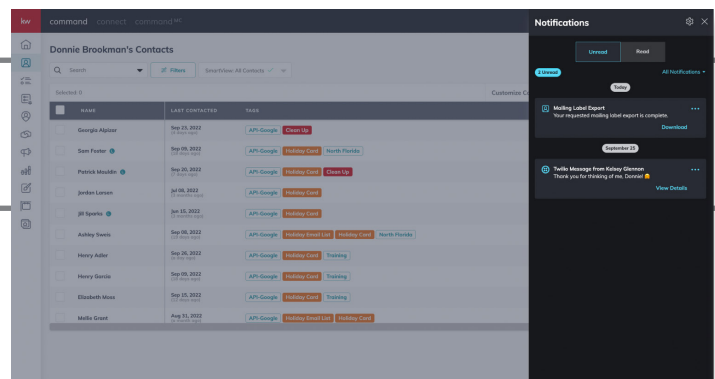 kw
command connect command MC
Donnie Brookman's Contacts
Search
Filters
SmartView: All Contacts
Selected: 0
Customize Co
NAME
LAST CONTACTED
TAGS
Georgia Alpizar
Sep 23, 2022
API-Google Clean Up
Sam Foster
Sep 09, 2022
API-Google Holiday Card North Florida
Patrick Mauldin
Sep 20, 2022
API-Google Holiday Card Clean Up
Jordan Larson
Jul 08, 2022
API-Google Holiday Card
Jill Sparks
Jun 15, 2022
API-Google Holiday Card
Ashley Sweis
Sep 08, 2022
API-Google Holiday Email List Holiday Card North Florida
Henry Adler
Sep 26, 2022
API-Google Holiday Card Training
Henry Garcia
Sep 09, 2022
API-Google Holiday Card Training
Elizabeth Moss
Sep 15, 2022
API-Google Holiday Card Training
Mellis Grant
Aug 31, 2022
API-Google Holiday Email List Holiday Card
Notifications
Unread
Read
2 Unread
All Notifications
Today
Mailing Label Export
Your requested mailing label export is complete.
Download
September 25
Twilio Message from Kelsey Glennon
Thank you for thinking of me, Donnie!
View Details